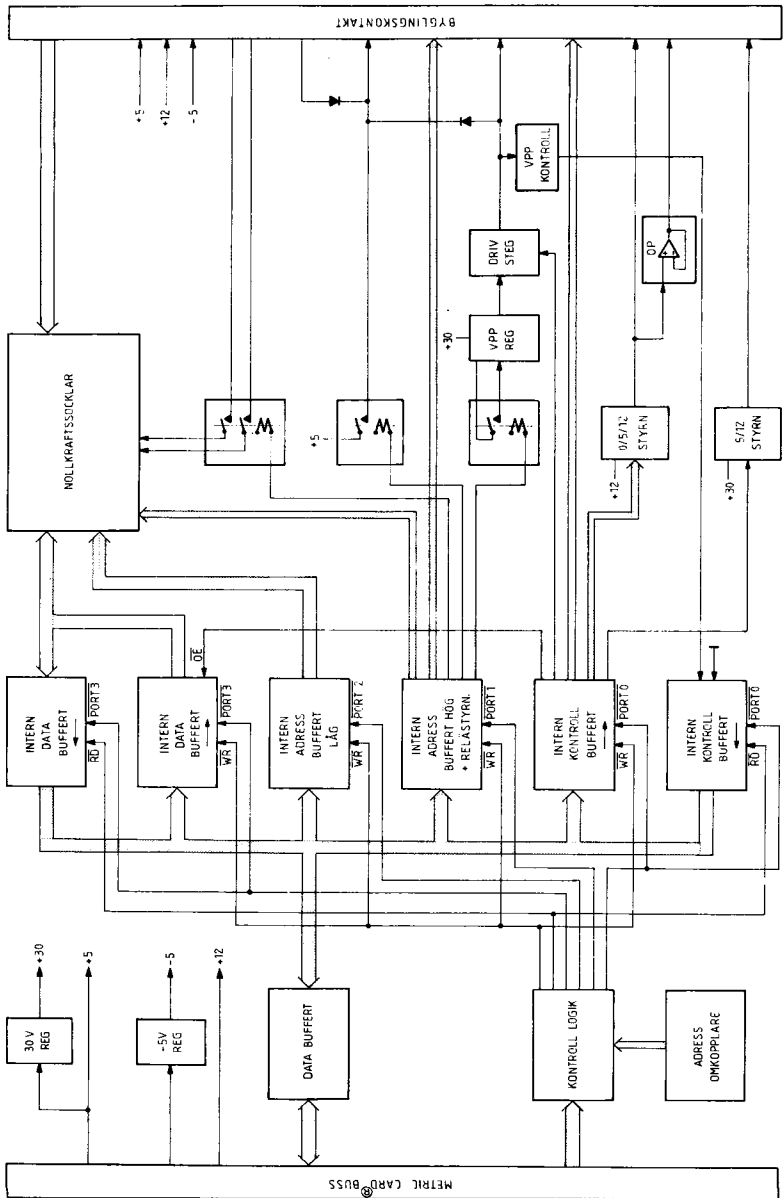 BYGLINGSKONTAKT
+5
+12
-5
NOLLKRAFTSSOCKLAR
VPP
KONTROLL
DRIV
STEG
+30
VPP
REG
+5
OP
+12
0/5/12
STYRN
+30
5/12
STYRN
INTERN
DATA
BUFFERT
RD
PORT 3
INTERN
DATA
BUFFERT
OE
WR
PORT 3
INTERN
ADRESS
BUFFERT
LÅG
WR
PORT 2
INTERN
ADRESS
BUFFERT HÖG
+ RELÄSTYRN.
WR
PORT 1
INTERN
KONTROLL
BUFFERT
WR
PORT 0
INTERN
KONTROLL
BUFFERT
RD
PORT 0
30 V
REG
+30
+5
-5V
REG
-5
+12
DATA BUFFERT
KONTROLL LOGIK
ADRESS
OMKOPPLARE
METRIC CARD® BUSS